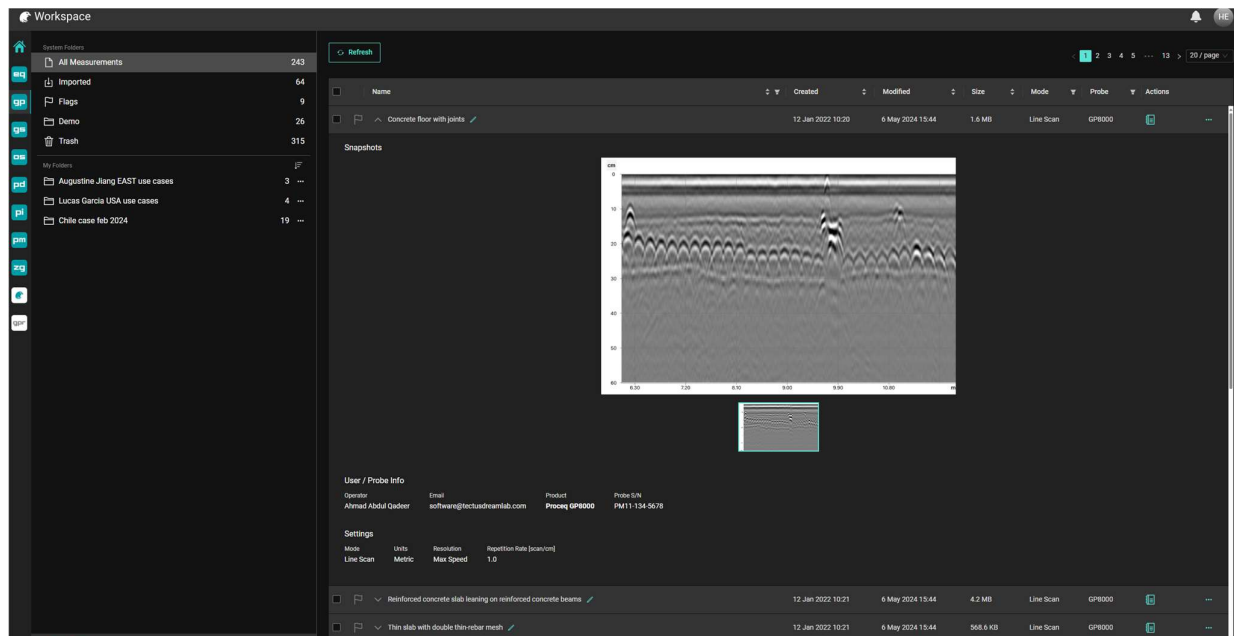 Workspace
HE
System Folders
All Measurements 243
Imported 64
Flags 9
Demo 26
Trash 315
My Folders
Augustine Jiang EAST use cases 3
Lucas Garcia USA use cases 4
Chile case feb 2024 19
eq
gp
gs
as
pd
pi
pm
zg
gpr
Refresh
1 2 3 4 5 ··· 13 20 / page
Name Created Modified Size Mode Probe Actions
Concrete floor with joints 12 Jan 2022 10:20 6 May 2024 15:44 1.6 MB Line Scan GP8000
Snapshots
cm
0
10
20
30
40
50
60
6.30 7.20 8.10 9.00 9.90 10.80 m
User / Probe Info
Operator Email Product Probe S/N
Ahmad Abdul Qadeer software@tectusdreamlab.com Proceq GP8000 PM11-134-5678
Settings
Mode Units Resolution Repetition Rate [scan/cm]
Line Scan Metric Max Speed 1.0
Reinforced concrete slab leaning on reinforced concrete beams 12 Jan 2022 10:21 6 May 2024 15:44 4.2 MB Line Scan GP8000
Thin slab with double thin-rebar mesh 12 Jan 2022 10:21 6 May 2024 15:44 568.6 KB Line Scan GP8000